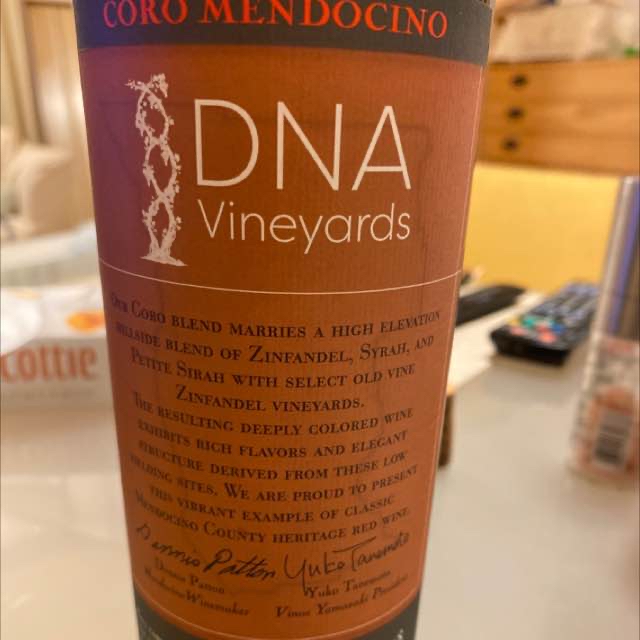 CORO MENDOCINO
DNA
Vineyards
Our Coro blend marries a high elevation
hillside blend of Zinfandel, Syrah, and
Petite Sirah with select old vine
Zinfandel vineyards.
The resulting deeply colored wine
exhibits rich flavors and elegant
structure derived from these low
yielding sites. We are proud to present
this vibrant example of classic
Mendocino County heritage red wine
Dennis Patton Yuko Tanemoto
Dennis Patton
Winemaker
Yuko Tanemoto
Vinos Yamazaki President
cottie